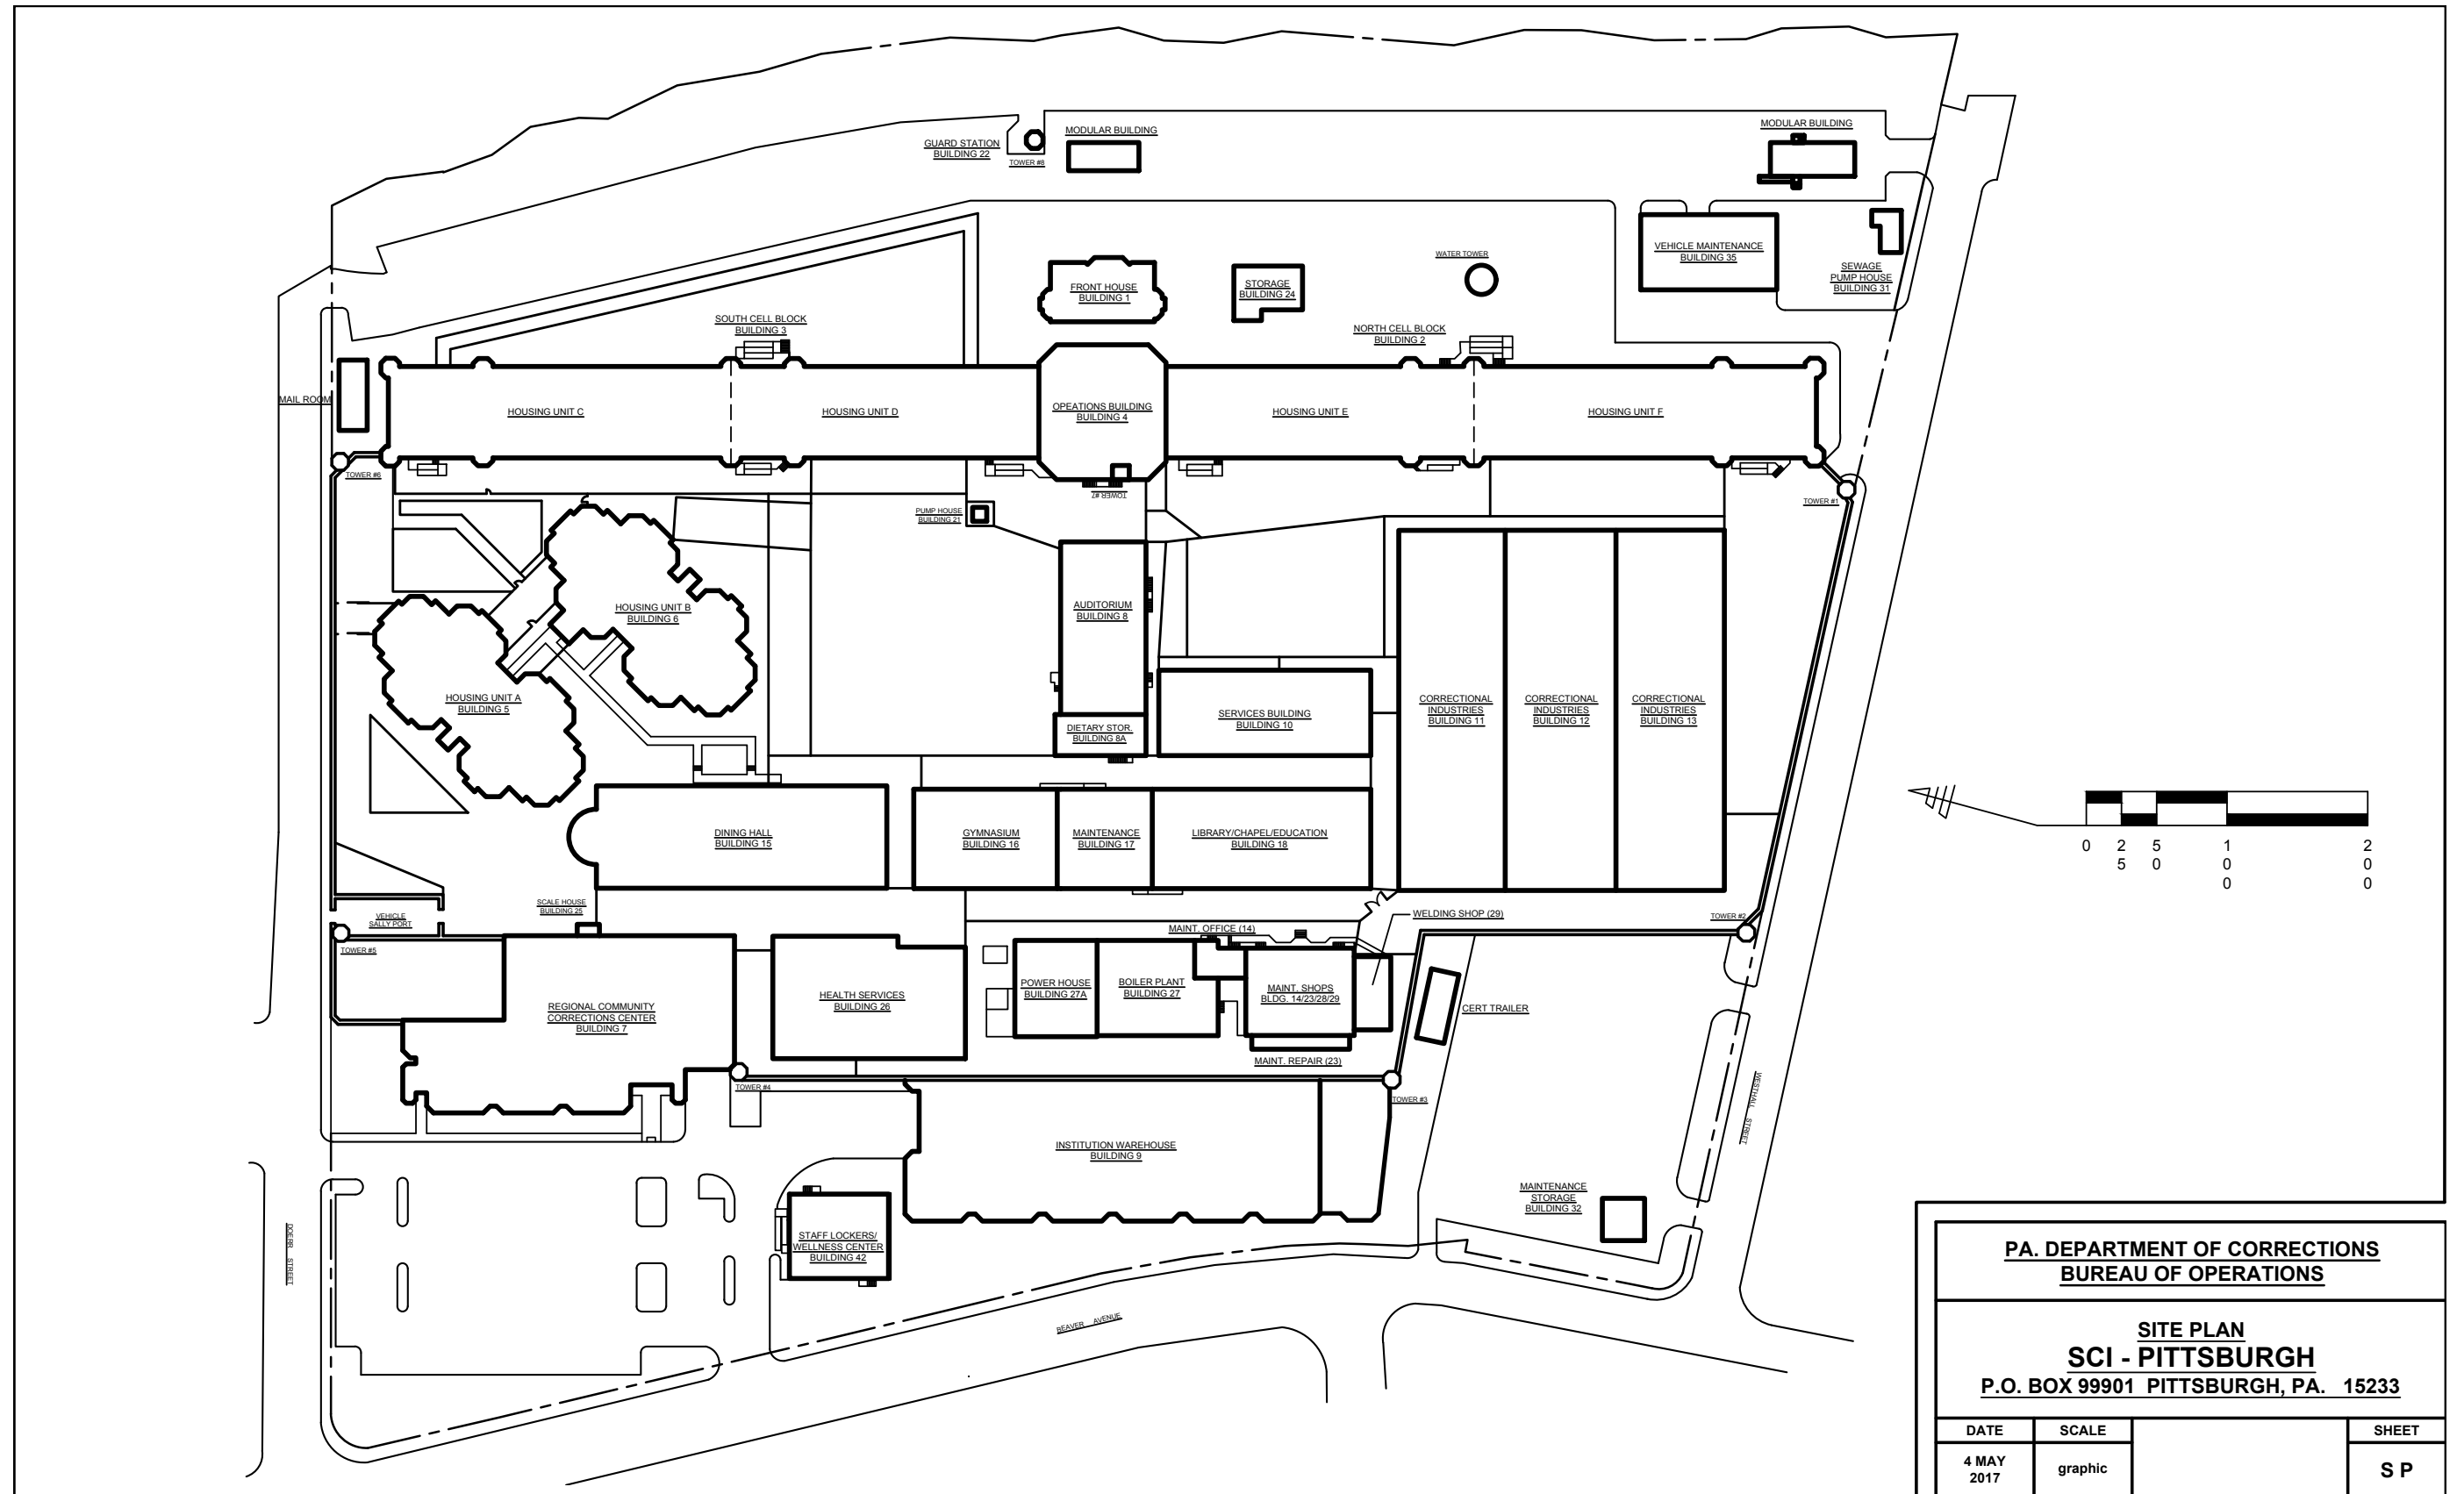 MODULAR BUILDING
MODULAR BUILDING
GUARD STATION
BUILDING 22
TOWER #8
VEHICLE MAINTENANCE
BUILDING 35
WATER TOWER
SEWAGE
PUMP HOUSE
BUILDING 31
FRONT HOUSE
BUILDING 1
STORAGE
BUILDING 24
SOUTH CELL BLOCK
BUILDING 3
NORTH CELL BLOCK
BUILDING 2
MAIL ROOM
HOUSING UNIT C
HOUSING UNIT D
OPEATIONS BUILDING
BUILDING 4
HOUSING UNIT E
HOUSING UNIT F
TOWER #6
TOWER #7
TOWER #1
PUMP HOUSE
BUILDING 21
HOUSING UNIT B
BUILDING 6
AUDITORIUM
BUILDING 8
HOUSING UNIT A
BUILDING 5
SERVICES BUILDING
BUILDING 10
CORRECTIONAL
INDUSTRIES
BUILDING 11
CORRECTIONAL
INDUSTRIES
BUILDING 12
CORRECTIONAL
INDUSTRIES
BUILDING 13
DIETARY STOR.
BUILDING 8A
DINING HALL
BUILDING 15
GYMNASIUM
BUILDING 16
MAINTENANCE
BUILDING 17
LIBRARY/CHAPEL/EDUCATION
BUILDING 18
0 25 50 100 200
SCALE HOUSE
BUILDING 25
VEHICLE
SALLY PORT
TOWER #5
WELDING SHOP (29)
TOWER #2
MAINT. OFFICE (14)
REGIONAL COMMUNITY
CORRECTIONS CENTER
BUILDING 7
HEALTH SERVICES
BUILDING 26
POWER HOUSE
BUILDING 27A
BOILER PLANT
BUILDING 27
MAINT. SHOPS
BLDG. 14/23/28/29
CERT TRAILER
MAINT. REPAIR (23)
TOWER #4
TOWER #3
WESTHALL STREET
INSTITUTION WAREHOUSE
BUILDING 9
MAINTENANCE
STORAGE
BUILDING 32
STAFF LOCKERS/
WELLNESS CENTER
BUILDING 42
DOERR STREET
BEAVER AVENUE
PA. DEPARTMENT OF CORRECTIONS
BUREAU OF OPERATIONS
SITE PLAN
SCI - PITTSBURGH
P.O. BOX 99901 PITTSBURGH, PA. 15233
DATE SCALE SHEET
4 MAY
2017
graphic
S P